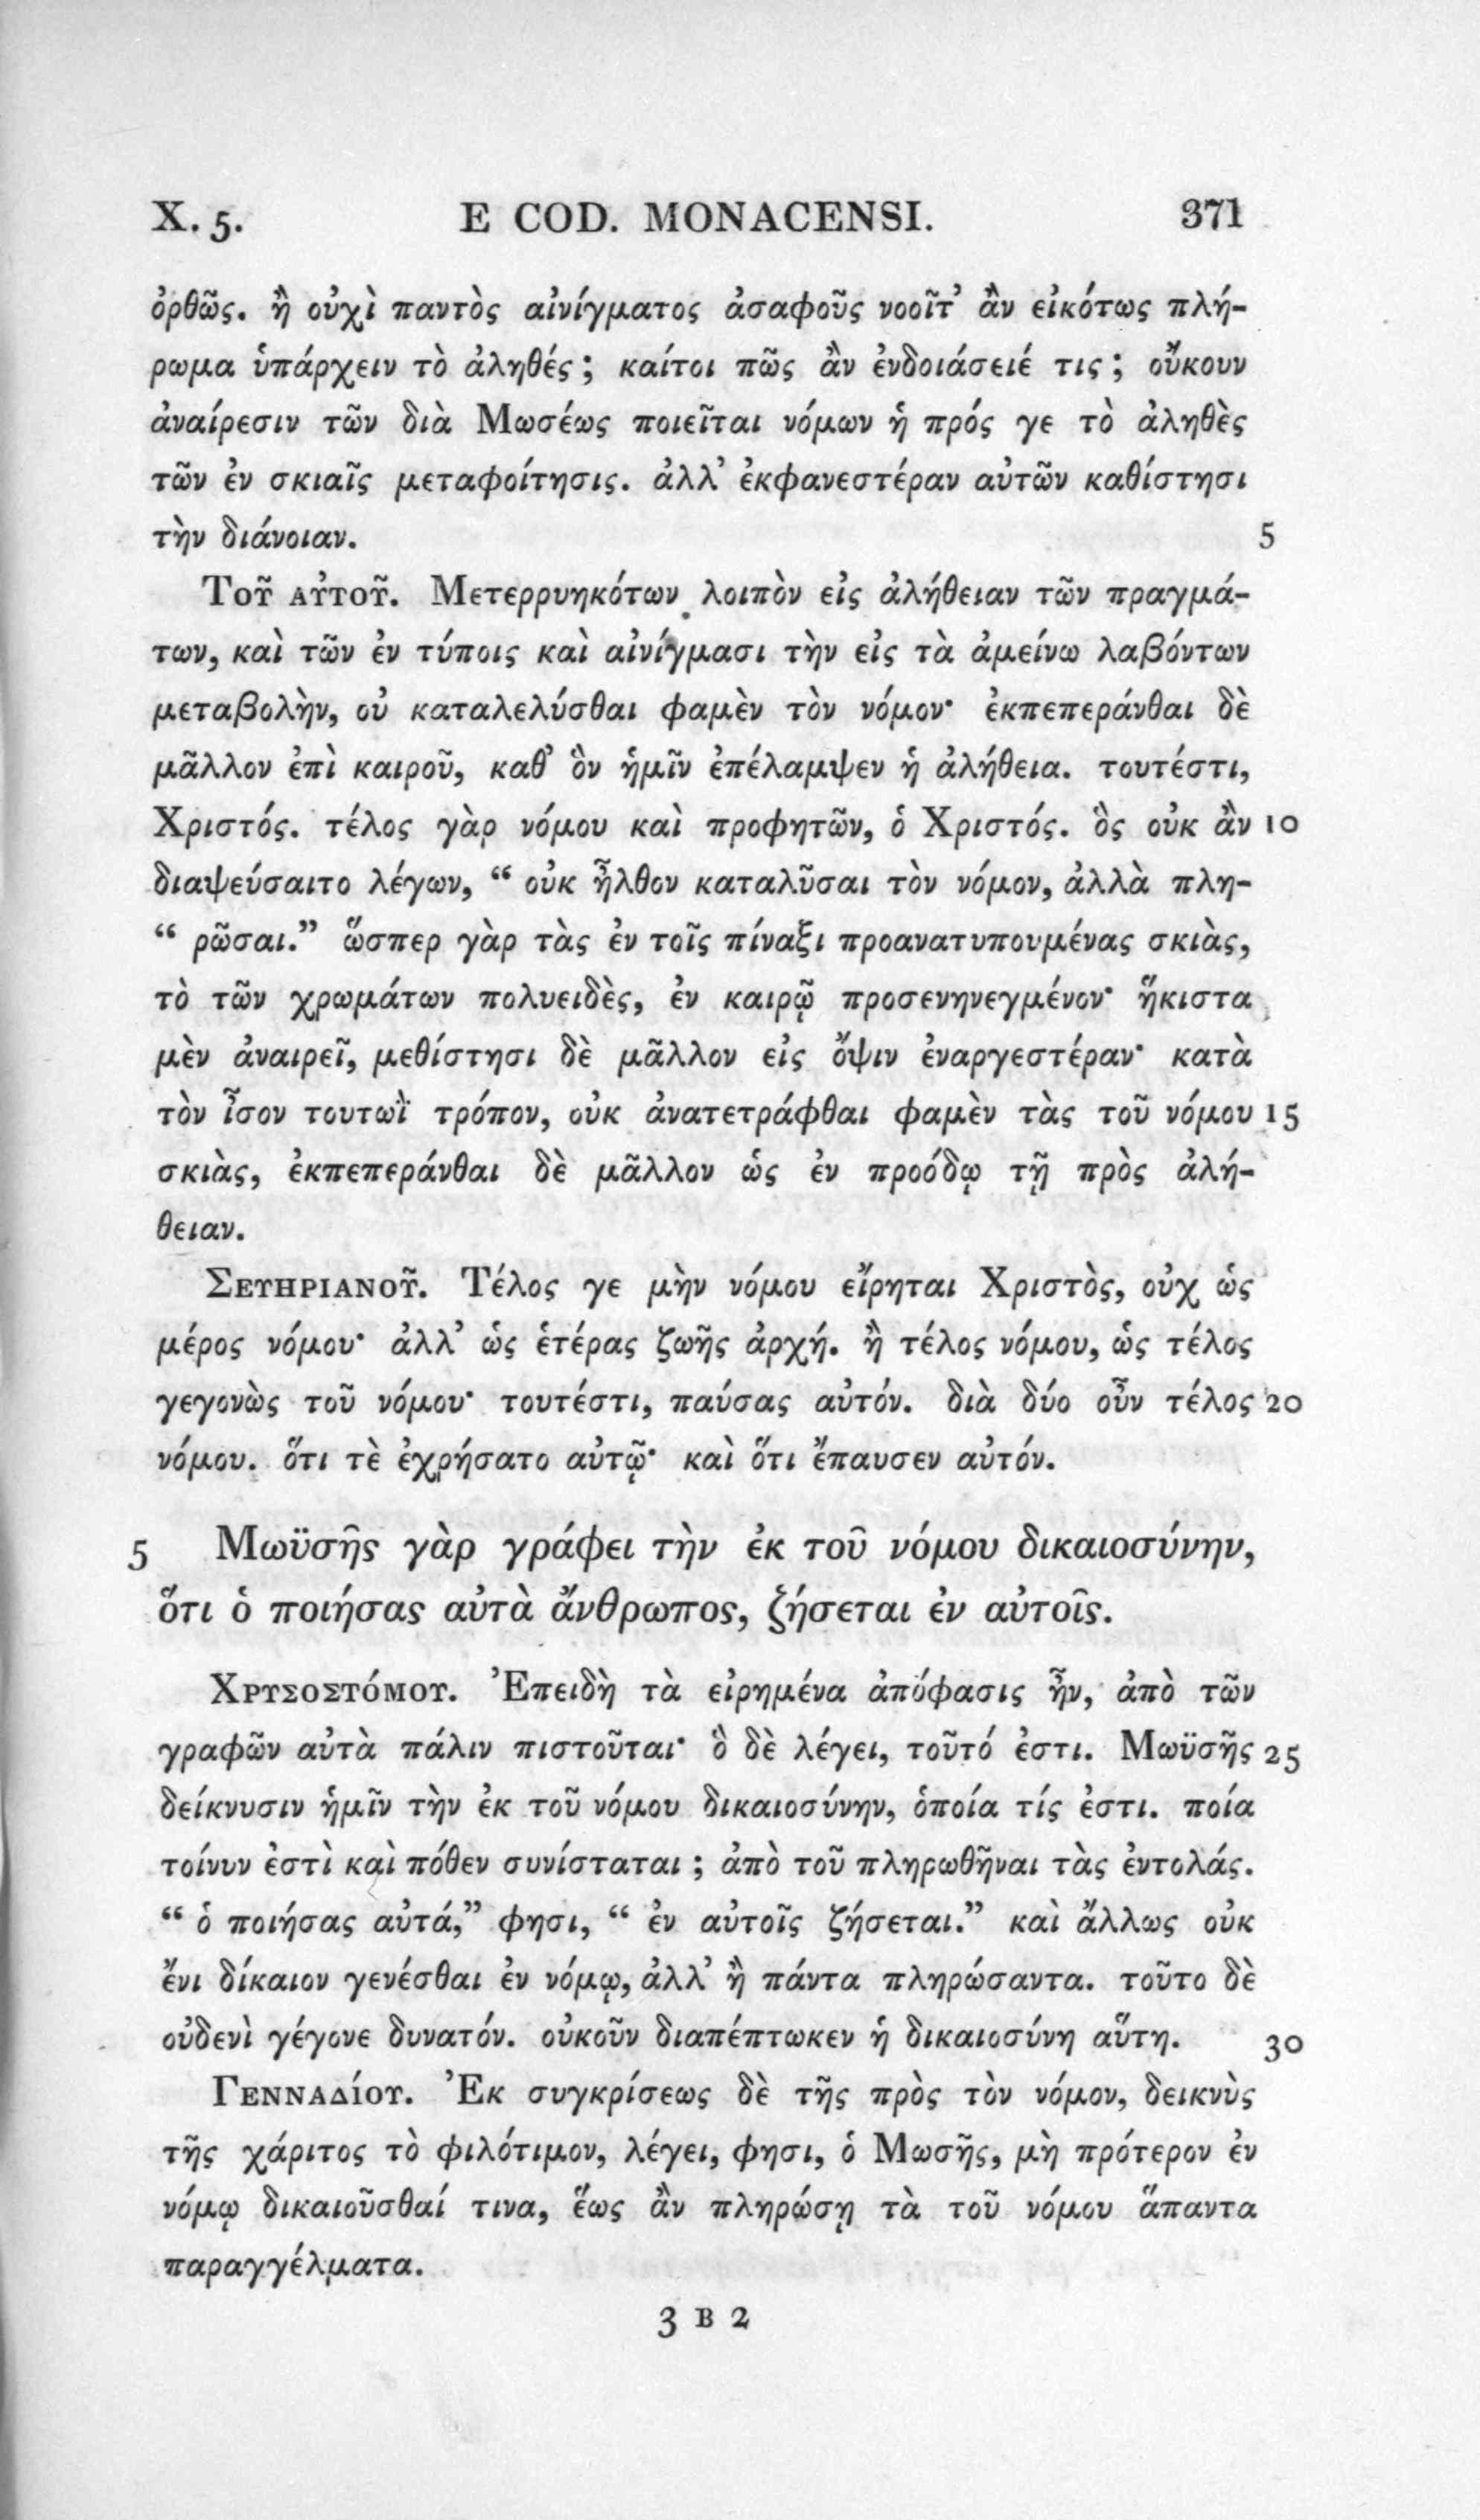 X. 5. E COD. MONACENSI. 371
ὀρθῶς. ἢ οὐχὶ παντὸς αἰνίγματος ἀσαφοῦς νοοῖτ’ ἂν εἰκότως πλή-
ρωμα ὑπάρχειν τὸ ἀληθές; καίτοι πῶς ἂν ἐνδοιάσειέ τις; οὔκουν
ἀναίρεσιν τῶν διὰ Μωσέως ποιεῖται νόμων ἡ πρός γε τὸ ἀληθὲς
τῶν ἐν σκιαῖς μεταφοίτησις. ἀλλ’ ἐκφανεστέραν αὐτῶν καθίστησι
τὴν διάνοιαν. 5
Τοῦ αὐτοῦ. Μετερρυηκότων λοιπὸν εἰς ἀλήθειαν τῶν πραγμά-
των, καὶ τῶν ἐν τύποις καὶ αἰνίγμασι τὴν εἰς τὰ ἀμείνω λαβόντων
μεταβολὴν, οὐ καταλελύσθαι φαμὲν τὸν νόμον· ἐκπεπεράνθαι δὲ
μᾶλλον ἐπὶ καιροῦ, καθ’ ὃν ἡμῖν ἐπέλαμψεν ἡ ἀλήθεια. τουτέστι,
Χριστός. τέλος γὰρ νόμου καὶ προφητῶν, ὁ Χριστός. ὃς οὐκ ἂν 10
διαψεύσαιτο λέγων, “ οὐκ ἦλθον καταλῦσαι τὸν νόμον, ἀλλὰ πλη-
“ ρῶσαι.” ὥσπερ γὰρ τὰς ἐν τοῖς πίναξι προανατυπουμένας σκιὰς,
τὸ τῶν χρωμάτων πολυειδὲς, ἐν καιρῷ προσενηνεγμένον· ἥκιστα
μὲν ἀναιρεῖ, μεθίστησι δὲ μᾶλλον εἰς ὄψιν ἐναργεστέραν· κατὰ
τὸν ἶσον τουτωῒ τρόπον, οὐκ ἀνατετράφθαι φαμὲν τὰς τοῦ νόμου 15
σκιὰς, ἐκπεπεράνθαι δὲ μᾶλλον ὡς ἐν προόδῳ τῇ πρὸς ἀλή-
θειαν.
Σευηριανοῦ. Τέλος γε μὴν νόμου εἴρηται Χριστὸς, οὐχ ὡς
μέρος νόμου· ἀλλ’ ὡς ἑτέρας ζωῆς ἀρχή. ἢ τέλος νόμου, ὡς τέλος
γεγονὼς τοῦ νόμου· τουτέστι, παύσας αὐτόν. διὰ δύο οὖν τέλος 20
νόμου. ὅτι τὲ ἐχρήσατο αὐτῷ· καὶ ὅτι ἔπαυσεν αὐτόν.
5 Μωϋσῆς γὰρ γράφει τὴν ἐκ τοῦ νόμου δικαιοσύνην,
ὅτι ὁ ποιήσας αὐτὰ ἄνθρωπος, ζήσεται ἐν αὐτοῖς.
Χρυσοστόμου. Ἐπειδὴ τὰ εἰρημένα ἀπόφασις ἦν, ἀπὸ τῶν
γραφῶν αὐτὰ πάλιν πιστοῦται· ὃ δὲ λέγει, τοῦτό ἐστι. Μωϋσῆς 25
δείκνυσιν ἡμῖν τὴν ἐκ τοῦ νόμου δικαιοσύνην, ὁποία τίς ἐστι. ποία
τοίνυν ἐστὶ καὶ πόθεν συνίσταται; ἀπὸ τοῦ πληρωθῆναι τὰς ἐντολάς.
“ ὁ ποιήσας αὐτά,” φησι, “ ἐν αὐτοῖς ζήσεται.” καὶ ἄλλως οὐκ
ἔνι δίκαιον γενέσθαι ἐν νόμῳ, ἀλλ’ ἢ πάντα πληρώσαντα. τοῦτο δὲ
οὐδενὶ γέγονε δυνατόν. οὐκοῦν διαπέπτωκεν ἡ δικαιοσύνη αὕτη. 30
Γενναδίου. Ἐκ συγκρίσεως δὲ τῆς πρὸς τὸν νόμον, δεικνὺς
τῆς χάριτος τὸ φιλότιμον, λέγει, φησι, ὁ Μωσῆς, μὴ πρότερον ἐν
νόμῳ δικαιοῦσθαί τινα, ἕως ἂν πληρώσῃ τὰ τοῦ νόμου ἅπαντα
παραγγέλματα.
3 B 2